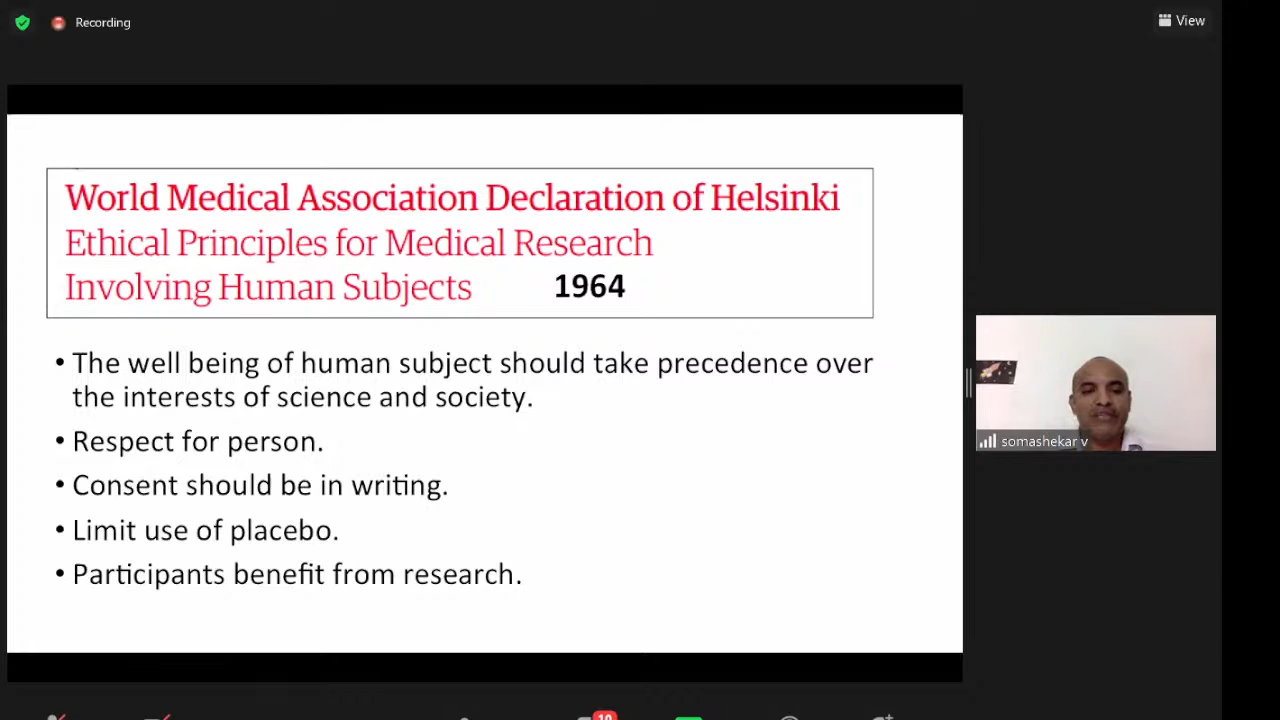 Recording
View
World Medical Association Declaration of Helsinki
Ethical Principles for Medical Research
Involving Human Subjects 1964
• The well being of human subject should take precedence over
the interests of science and society.
• Respect for person.
• Consent should be in writing.
• Limit use of placebo.
• Participants benefit from research.
somashekar v
10